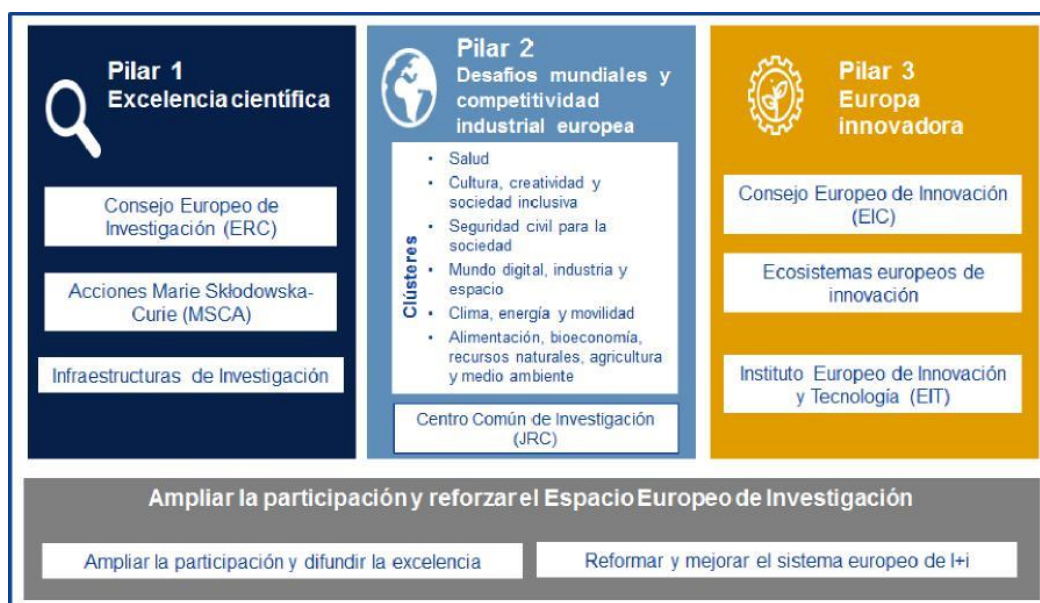 Pilar 1
Excelencia científica
Consejo Europeo de
Investigación (ERC)
Acciones Marie Skłodowska-
Curie (MSCA)
Infraestructuras de Investigación
Pilar 2
Desafios mundiales y
competitividad
industrial europea
Clústeres
• Salud
• Cultura, creatividad y
sociedad inclusiva
• Seguridad civil para la
sociedad
• Mundo digital, industria y
espacio
• Clima, energía y movilidad
• Alimentación, bioeconomía,
recursos naturales, agricultura
y medio ambiente
Centro Común de Investigación
(JRC)
Pilar 3
Europa
innovadora
Consejo Europeo de Innovación
(EIC)
Ecosistemas europeos de
innovación
Instituto Europeo de Innovación
y Tecnología (EIT)
Ampliar la participación y reforzar el Espacio Europeo de Investigación
Ampliar la participación y difundir la excelencia
Reformar y mejorar el sistema europeo de I+i